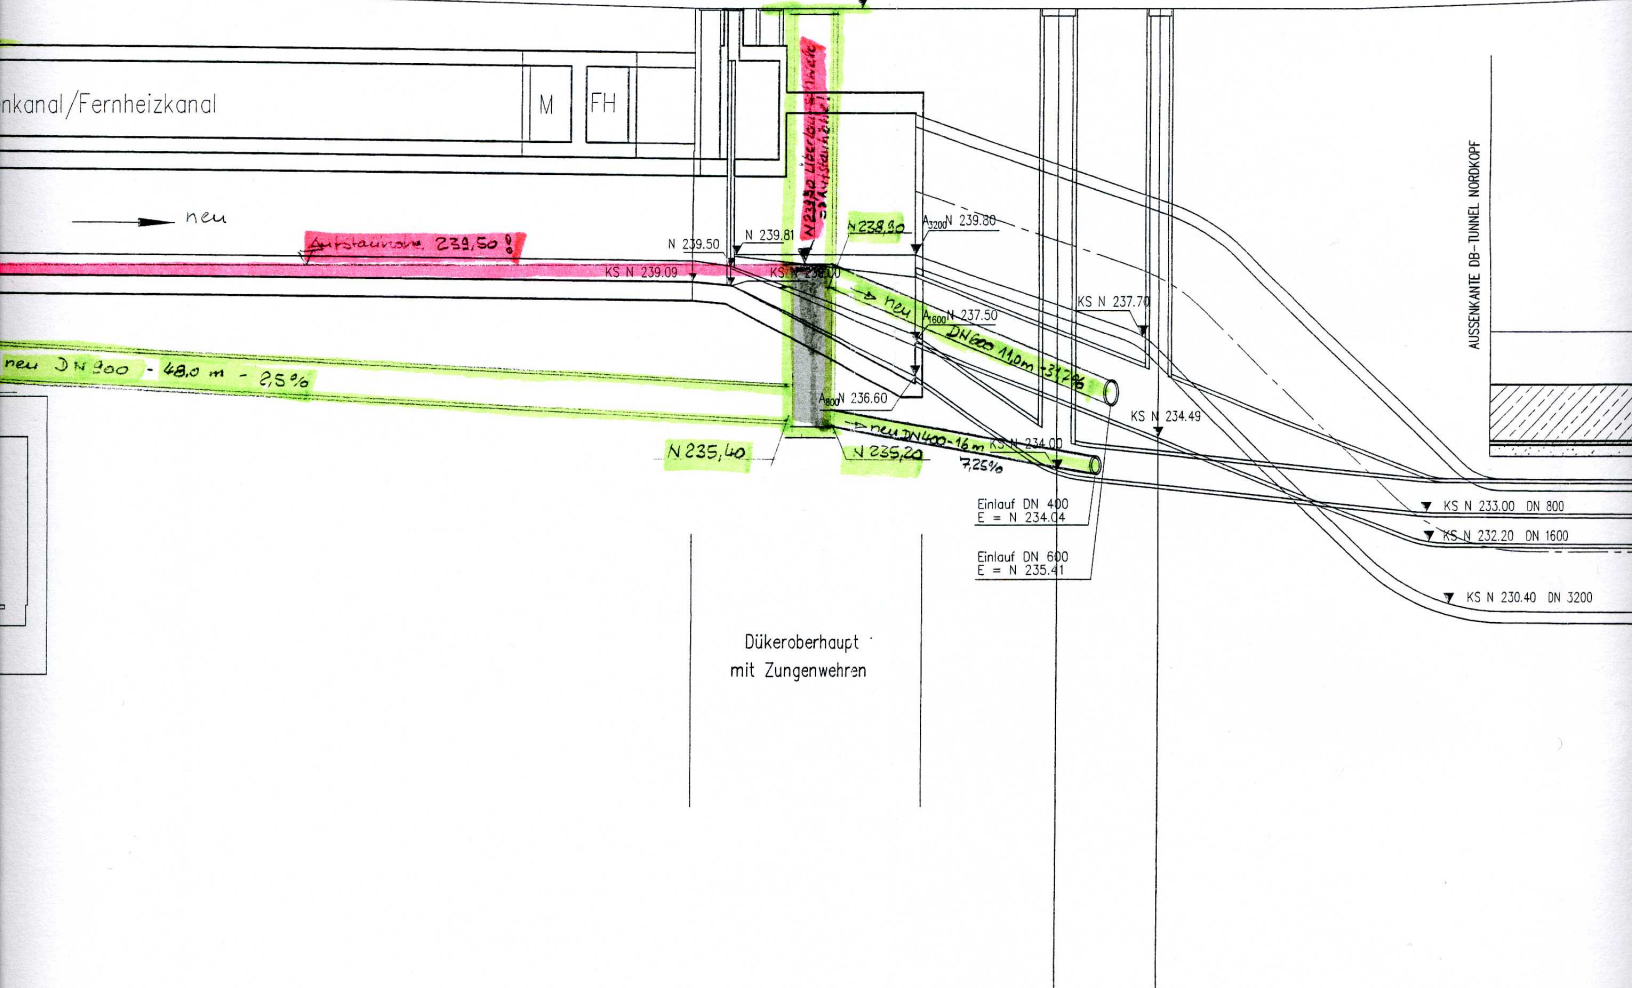 nkanal/Fernheizkanal
M
FH
neu
Aufstauhöhe 239,50 !
N 239.50
N 239.81
N 238,90
A3200 N 239.80
KS N 239.09
neu
A1600 N 237.50
DN600 11,0m -31,7%
KS N 237.70
neu DN 900 - 48,0 m - 2,5%
A800 N 236.60
KS N 234.49
neu DN400-16m
7,25%
KS N 234.00
N 235,40
N 235,20
Einlauf DN 400
E = N 234.04
Einlauf DN 600
E = N 235.41
AUSSENKANTE DB-TUNNEL NORDKOPF
KS N 233.00 DN 800
KS N 232.20 DN 1600
KS N 230.40 DN 3200
Dükeroberhaupt
mit Zungenwehren